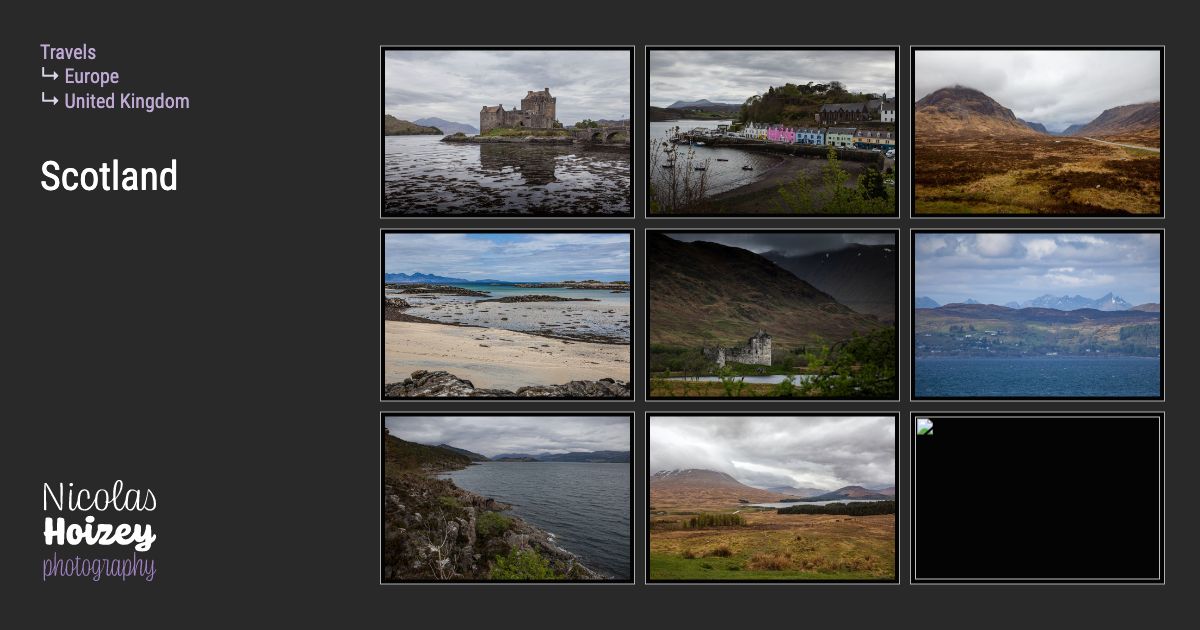 Travels
↳ Europe
↳ United Kingdom
Scotland
Nicolas
Hoizey
photography